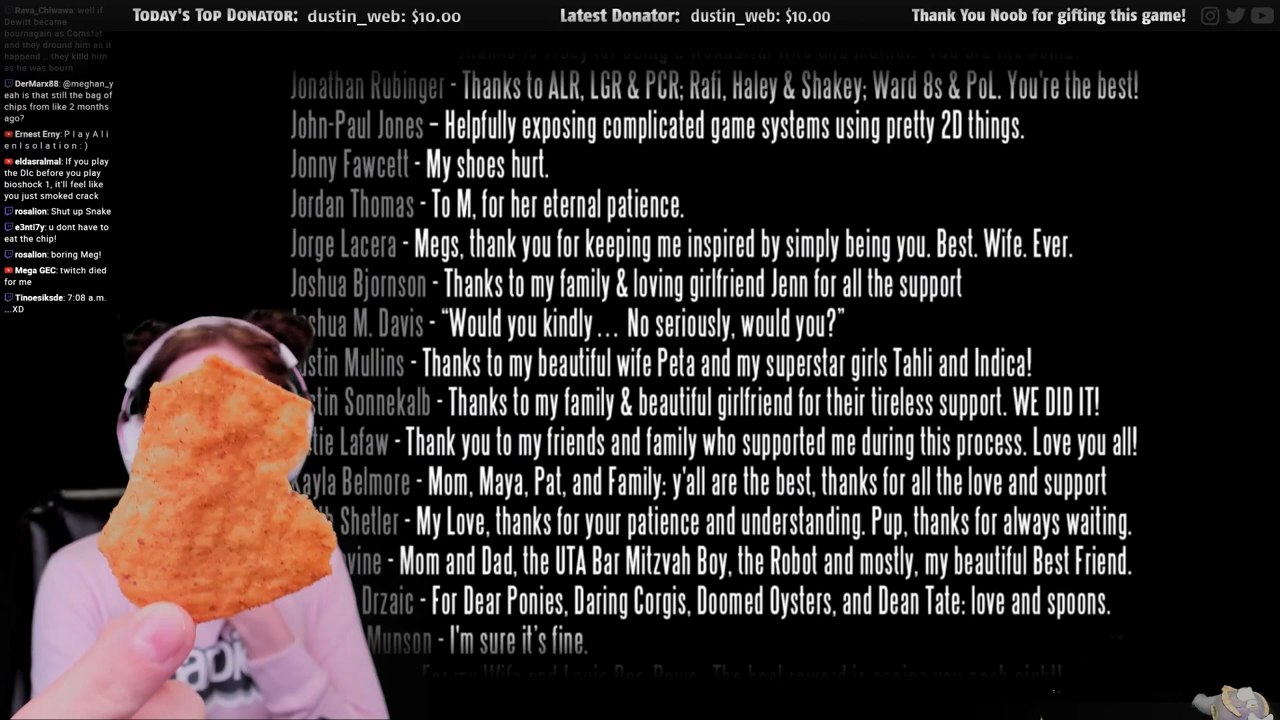 Today's Top Donator: dustin_web: $10.00
Latest Donator: dustin_web: $10.00
Thank You Noob for gifting this game!
Rava_Chiwawa: well if
Dewitt became
bournagain as Comstat
and they dround him as it
happend... they killd him
as he was bourn
DerMarx88: @meghan_y
eah is that still the bag of
chips from like 2 months
ago?
Ernest Erny: P l a y A l i
e n I s o l a t i o n : )
eldasralmal: If you play
the Dlc before you play
bioshock 1, it'll feel like
you just smoked crack
rosalion: Shut up Snake
e3nti7y: u dont have to
eat the chip!
rosalion: boring Meg!
Mega GEC: twitch died
for me
Tinoesiksde: 7:08 a.m.
...XD
Jonathan Rubinger - Thanks to ALR, LGR & PCR; Rafi, Haley & Shakey; Ward 8s & PoL. You're the best!
John-Paul Jones – Helpfully exposing complicated game systems using pretty 2D things.
Jonny Fawcett - My shoes hurt.
Jordan Thomas - To M, for her eternal patience.
Jorge Lacera - Megs, thank you for keeping me inspired by simply being you. Best. Wife. Ever.
Joshua Bjornson - Thanks to my family & loving girlfriend Jenn for all the support
Joshua M. Davis - “Would you kindly... No seriously, would you?”
stin Mullins - Thanks to my beautiful wife Peta and my superstar girls Tahli and Indica!
tin Sonnekalb - Thanks to my family & beautiful girlfriend for their tireless support. WE DID IT!
tie Lafaw - Thank you to my friends and family who supported me during this process. Love you all!
Kayla Belmore - Mom, Maya, Pat, and Family: y'all are the best, thanks for all the love and support
Shetler - My Love, thanks for your patience and understanding. Pup, thanks for always waiting.
vine - Mom and Dad, the UTA Bar Mitzvah Boy, the Robot and mostly, my beautiful Best Friend.
Drzaic - For Dear Ponies, Daring Corgis, Doomed Oysters, and Dean Tate: love and spoons.
Munson - I'm sure it's fine.